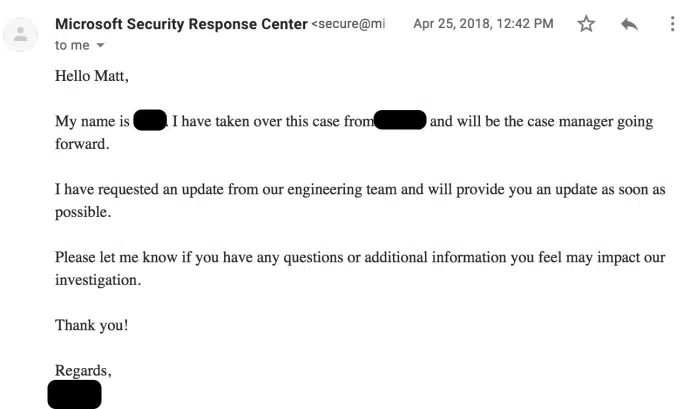 Microsoft Security Response Center <secure@mi Apr 25, 2018, 12:42 PM
to me
Hello Matt,
My name is . I have taken over this case from and will be the case manager going
forward.
I have requested an update from our engineering team and will provide you an update as soon as
possible.
Please let me know if you have any questions or additional information you feel may impact our
investigation.
Thank you!
Regards,